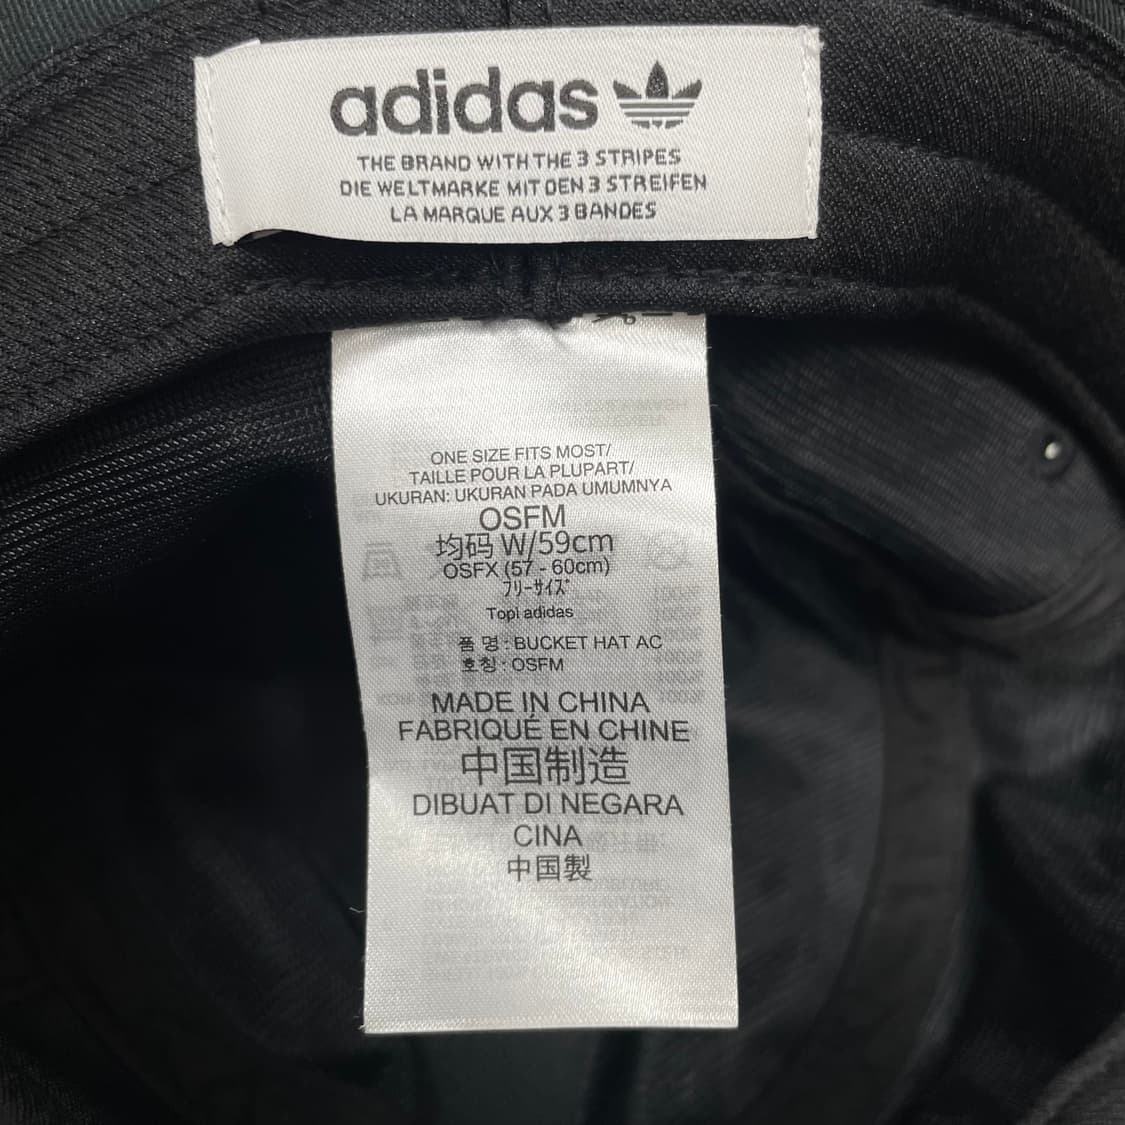 adidas
THE BRAND WITH THE 3 STRIPES
DIE WELTMARKE MIT DEN 3 STREIFEN
LA MARQUE AUX 3 BANDES
ONE SIZE FITS MOST/
TAILLE POUR LA PLUPART/
UKURAN: UKURAN PADA UMUMNYA
OSFM
均码 W/59cm
OSFX (57 - 60cm)
フリーサイズ
Topi adidas
품 명 : BUCKET HAT AC
호칭 : OSFM
MADE IN CHINA
FABRIQUÉ EN CHINE
中国制造
DIBUAT DI NEGARA
CINA
中国製